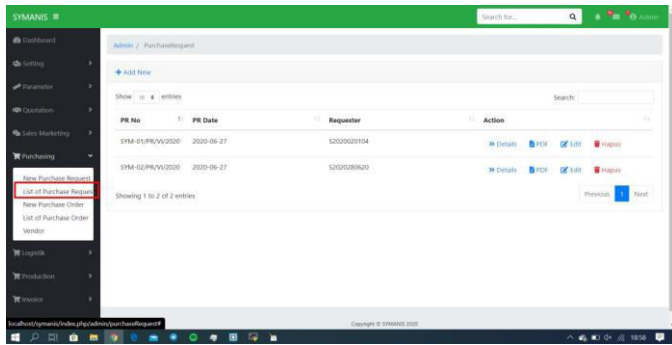 SYMANIS
Search for...
Admin
Dashboard
Setting
Parameter
Quotation
Sales Marketing
Purchasing
New Purchase Request
List of Purchase Request
New Purchase Order
List of Purchase Order
Vendor
Logistik
Production
Invoice
Admin / PurchaseRequest
Add New
Show 10 entries
Search:
PR No PR Date Requester Action
SYM-01/PR/VI/2020 2020-06-27 S2020020104 Details PDF Edit Hapus
SYM-02/PR/VI/2020 2020-06-27 S2020280620 Details PDF Edit Hapus
Showing 1 to 2 of 2 entries
Previous 1 Next
localhost/symanis/index.php/admin/purchaseRequest#
Copyright © SYMANIS 2020
18:56